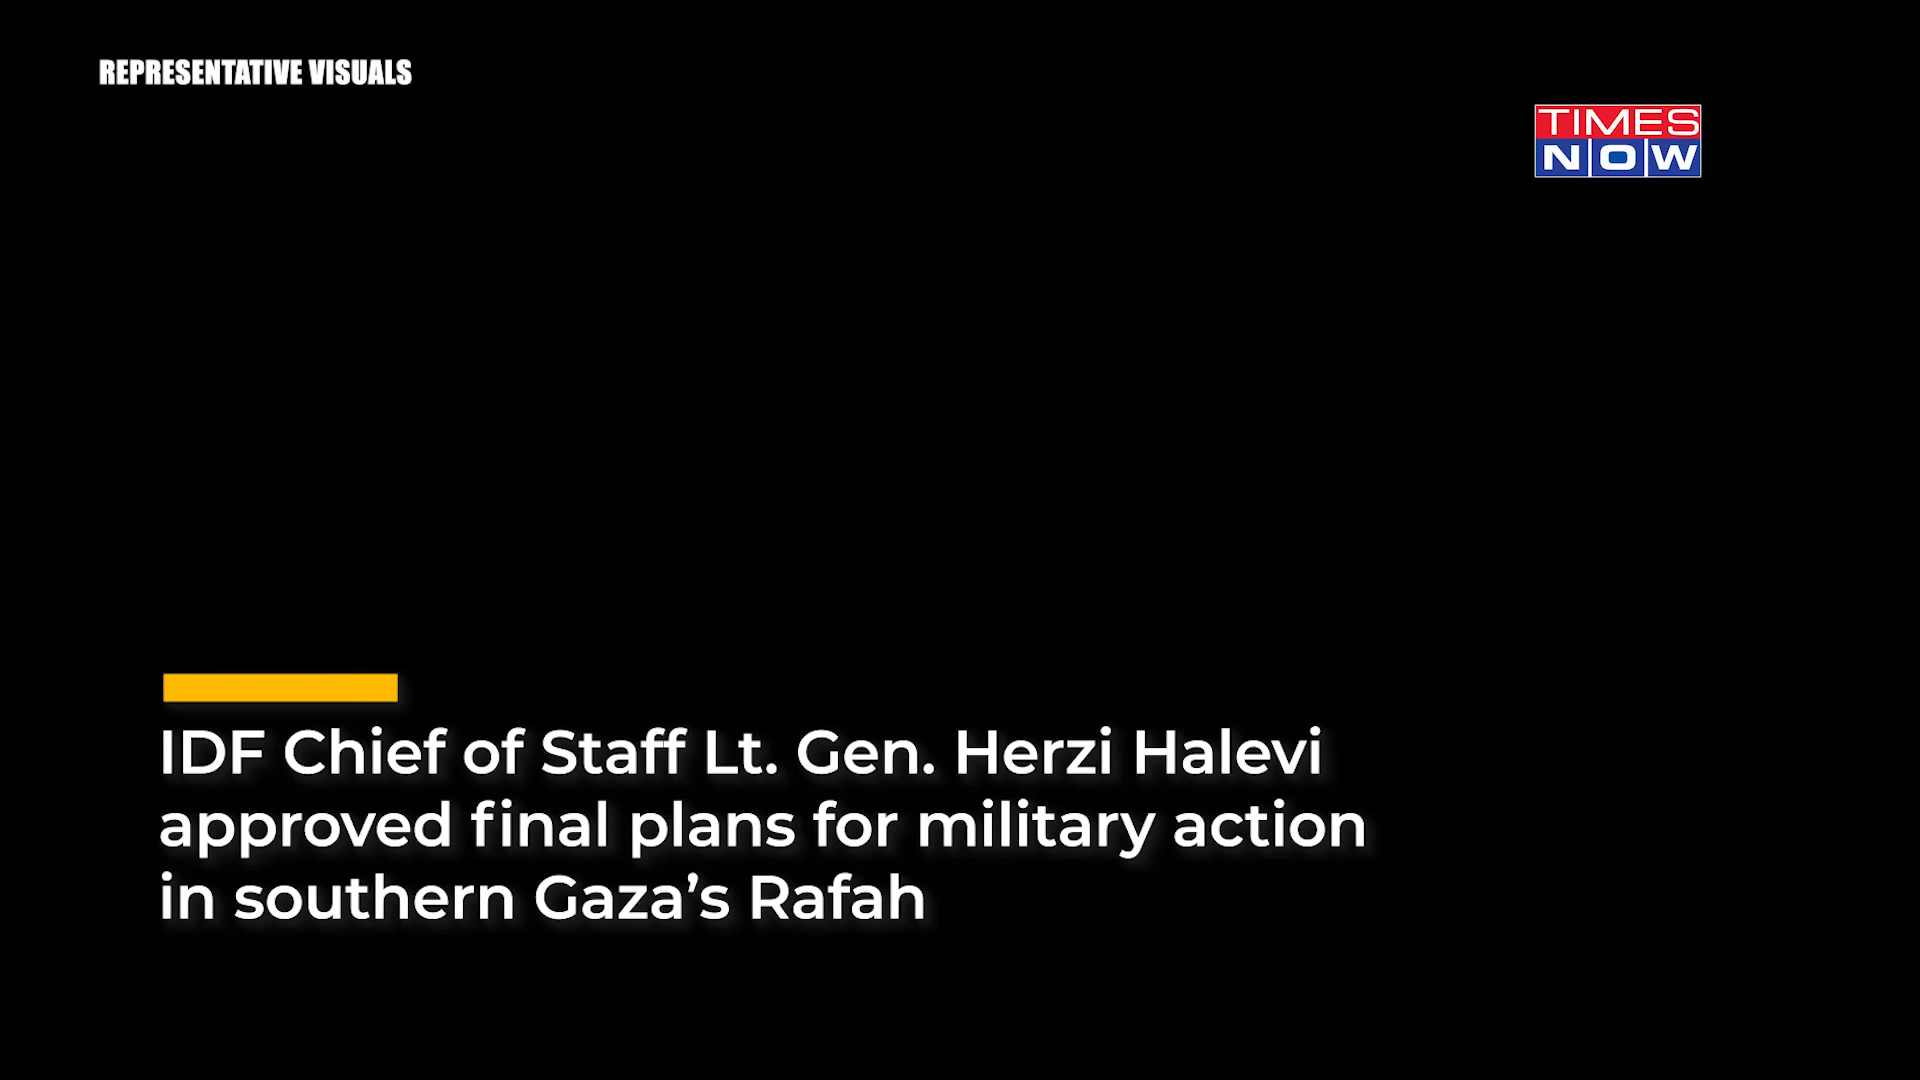 REPRESENTATIVE VISUALS
TIMES
NOW
IDF Chief of Staff Lt. Gen. Herzi Halevi
approved final plans for military action
in southern Gaza’s Rafah